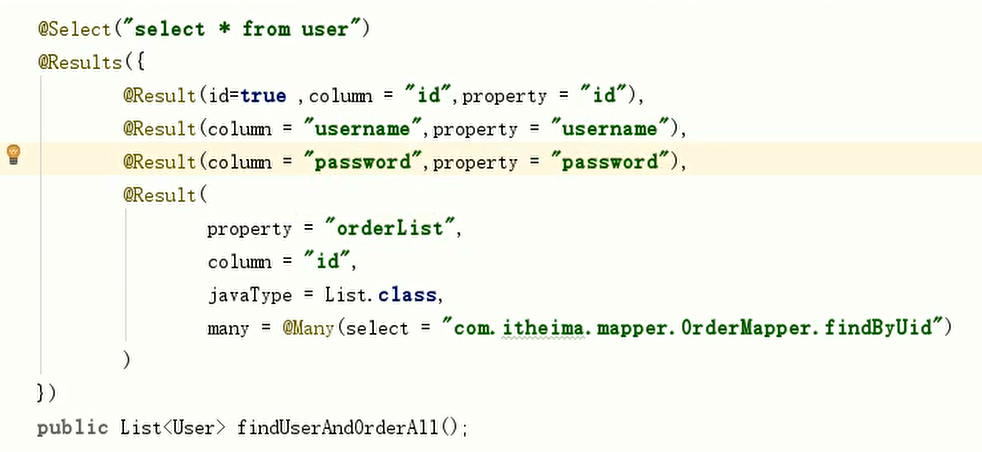 @Select("select * from user")
@Results({
@Result(id=true ,column = "id",property = "id"),
@Result(column = "username",property = "username"),
@Result(column = "password",property = "password"),
@Result(
property = "orderList",
column = "id",
javaType = List.class,
many = @Many(select = "com.itheima.mapper.OrderMapper.findByUid")
)
})
public List<User> findUserAndOrderAll();